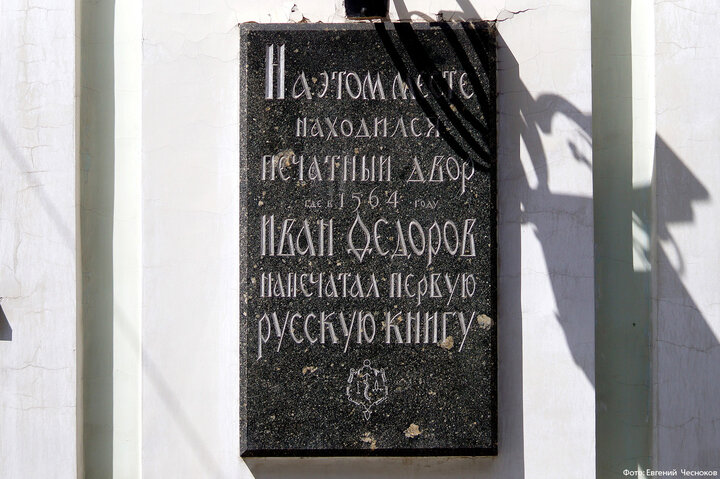 На этом месте
находился
печатный двор
где в 1564 году
Иван Федоров
напечатал первую
русскую книгу
Фото: Евгений Чесноков